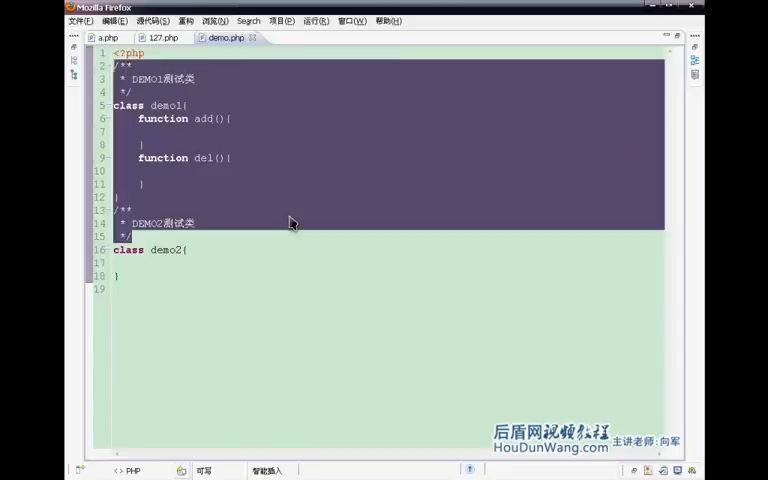 Mozilla Firefox
文件(F) 编辑(E) 源代码(S) 重构 浏览(N) Search 项目(P) 运行(R) 窗口(W) 帮助(H)
a.php 127.php demo.php
1 <?php
2 /**
3 * DEMO1测试类
4 */
5 class demo1{
6 function add(){
7
8 }
9 function del(){
10
11 }
12 }
13 /**
14 * DEMO2测试类
15 */
16 class demo2{
17
18 }
19
后盾网视频教程 主讲老师:向军
HouDunWang.com
<> PHP 可写 智能插入